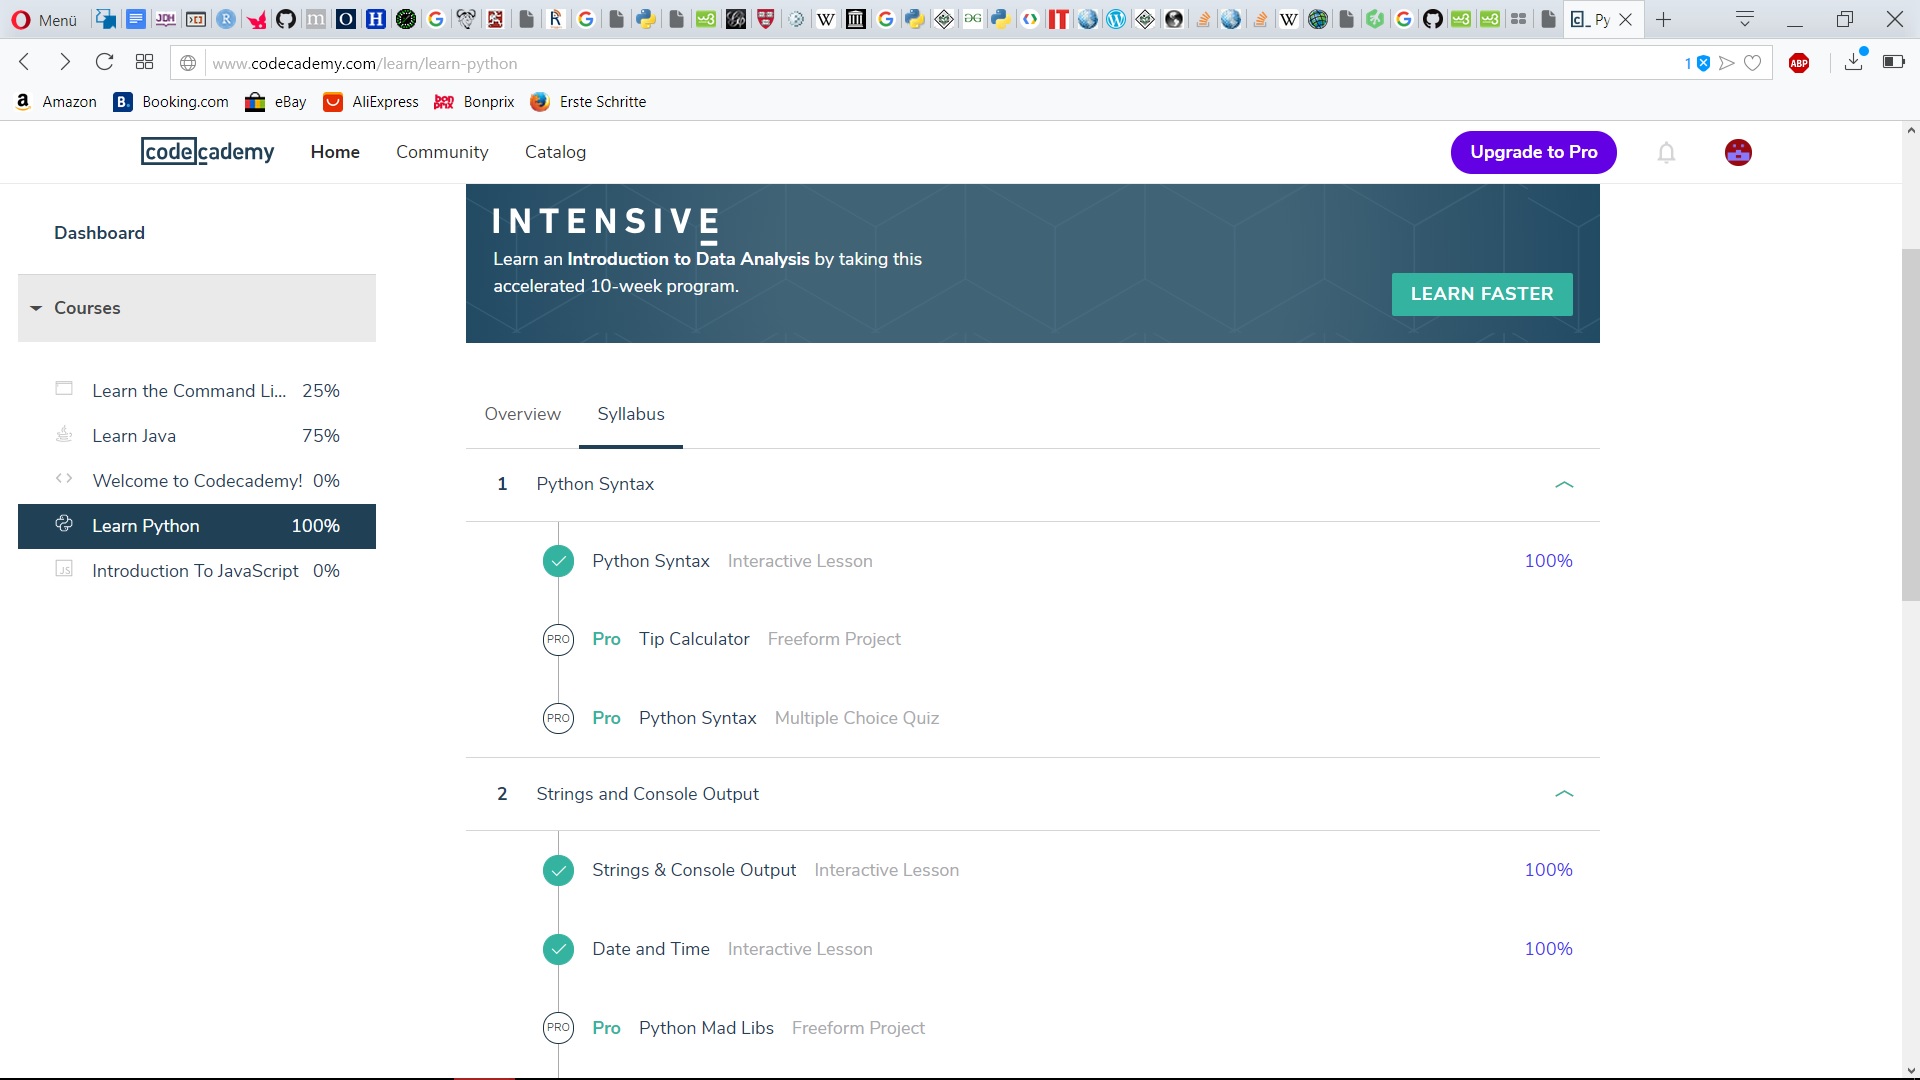 Menü
Py
www.codecademy.com/learn/learn-python
1
ABP
Amazon
Booking.com
eBay
AliExpress
Bonprix
Erste Schritte
codecademy
Home
Community
Catalog
Upgrade to Pro
Dashboard
Courses
Learn the Command Li... 25%
Learn Java 75%
Welcome to Codecademy! 0%
Learn Python 100%
Introduction To JavaScript 0%
INTENSIVE
Learn an Introduction to Data Analysis by taking this
accelerated 10-week program.
LEARN FASTER
Overview
Syllabus
1 Python Syntax
Python Syntax Interactive Lesson 100%
PRO Pro Tip Calculator Freeform Project
PRO Pro Python Syntax Multiple Choice Quiz
2 Strings and Console Output
Strings & Console Output Interactive Lesson 100%
Date and Time Interactive Lesson 100%
PRO Pro Python Mad Libs Freeform Project